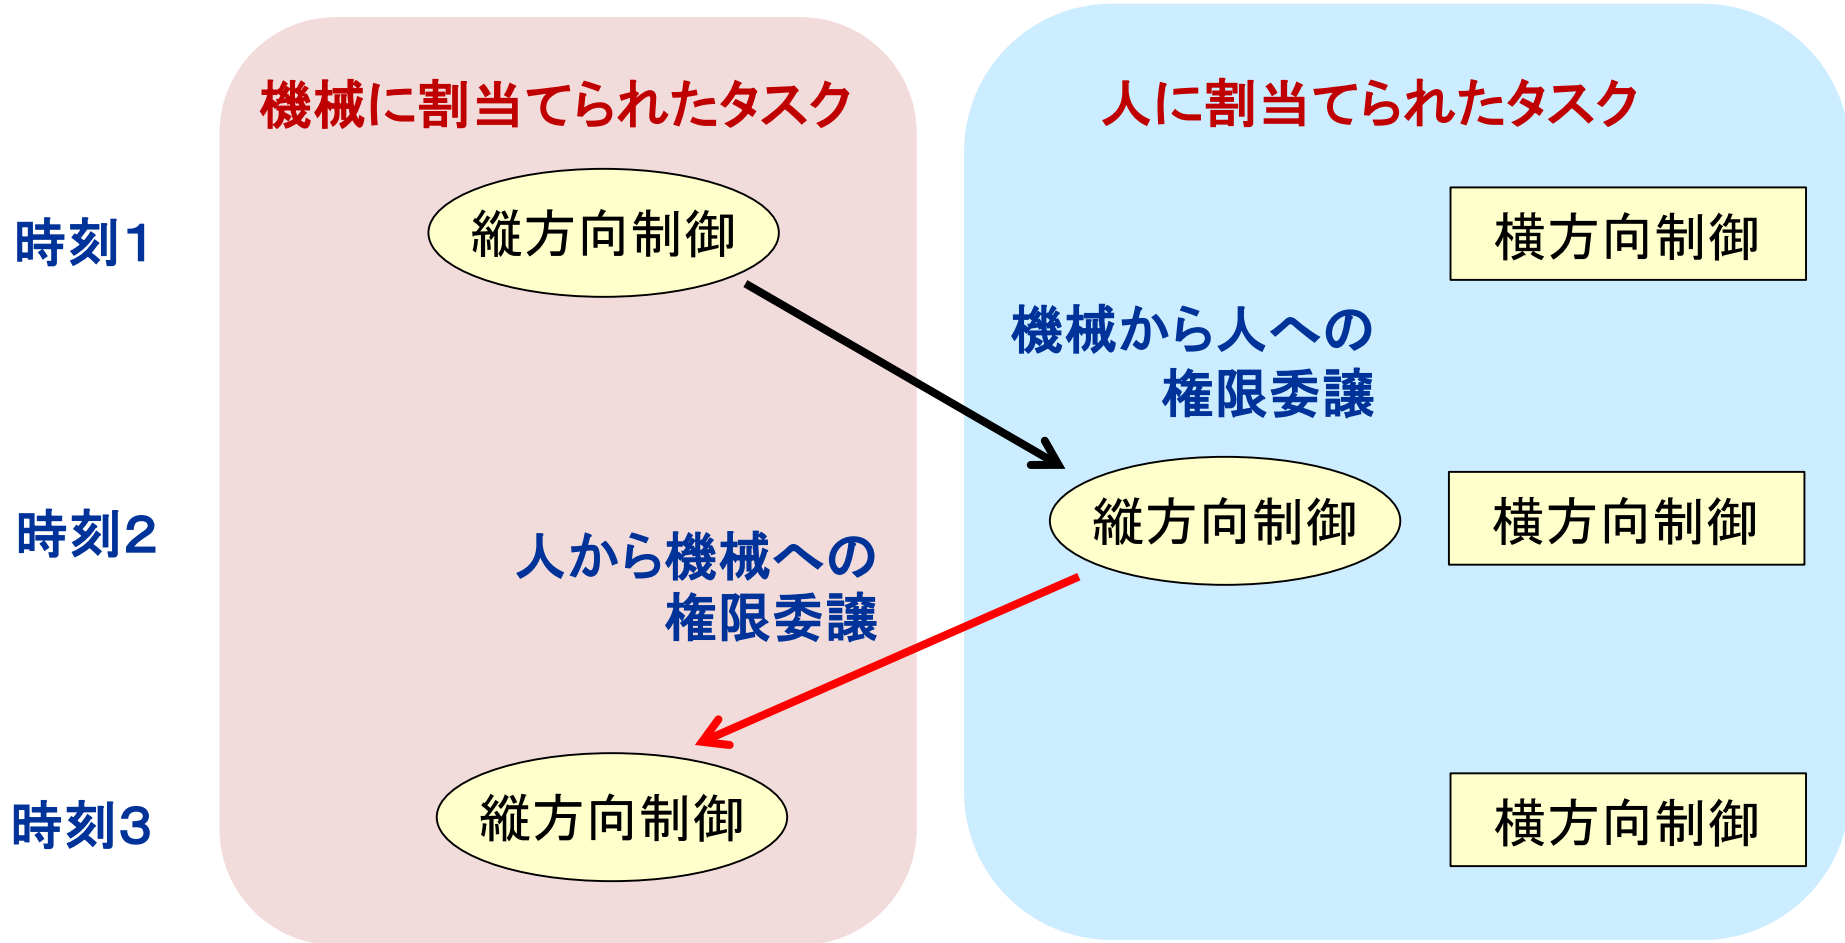 機械に割当てられたタスク
人に割当てられたタスク
時刻1
縦方向制御
横方向制御
機械から人への
権限委譲
時刻2
縦方向制御
横方向制御
人から機械への
権限委譲
時刻3
縦方向制御
横方向制御